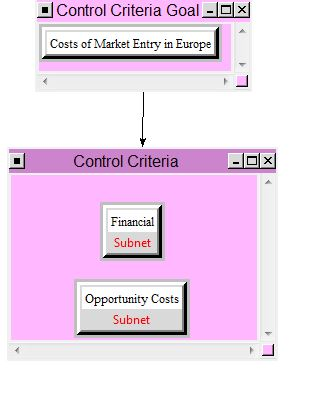 Control Criteria Goal
Costs of Market Entry in Europe
Control Criteria
Financial
Subnet
Opportunity Costs
Subnet